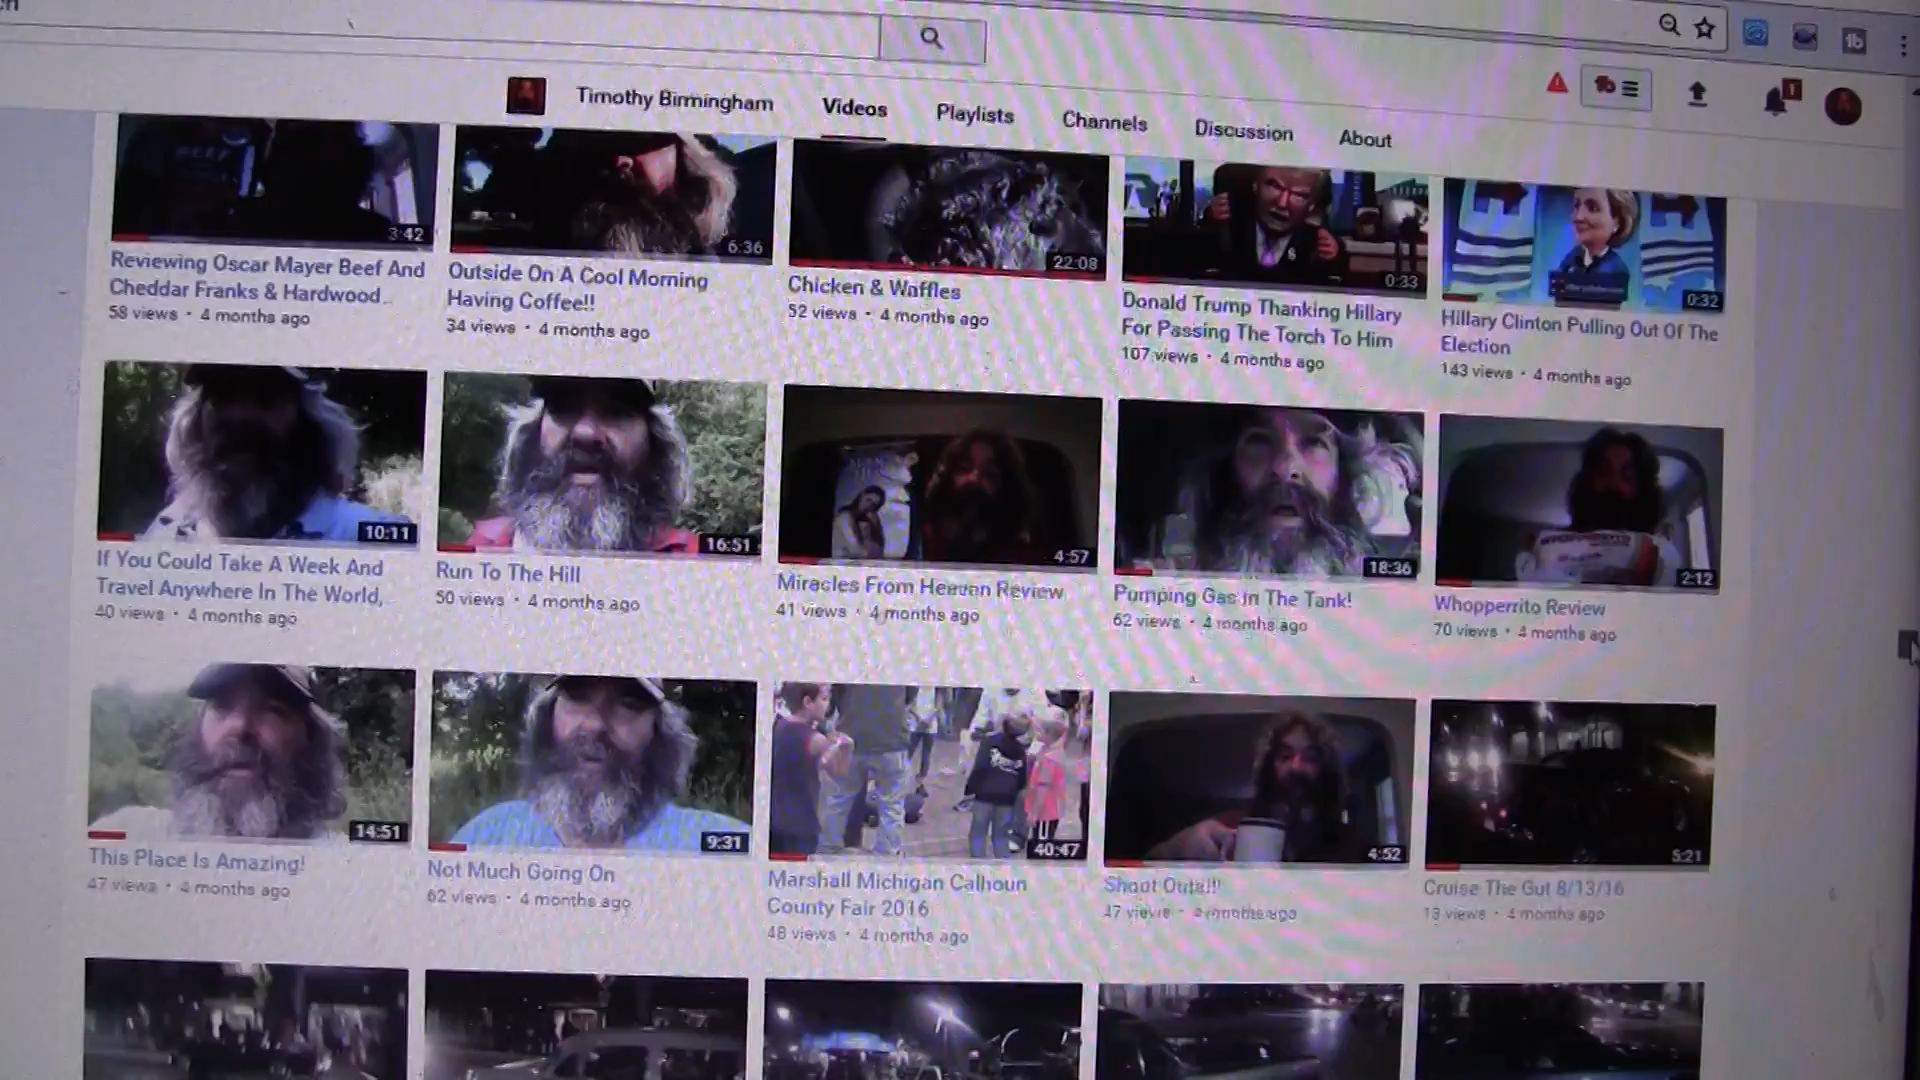 Timothy Birmingham Videos Playlists Channels Discussion About
1
3:42
6:36
22:08
0:33
0:32
Reviewing Oscar Mayer Beef And
Cheddar Franks & Hardwood...
58 views • 4 months ago
Outside On A Cool Morning
Having Coffee!!
34 views • 4 months ago
Chicken & Waffles
52 views • 4 months ago
Donald Trump Thanking Hillary
For Passing The Torch To Him
107 views • 4 months ago
Hillary Clinton Pulling Out Of The
Election
143 views • 4 months ago
10:11
16:51
4:57
18:36
2:12
If You Could Take A Week And
Travel Anywhere In The World,...
40 views • 4 months ago
Run To The Hill
50 views • 4 months ago
Miracles From Heaven Review
41 views • 4 months ago
Pumping Gas in The Tank!
62 views • 4 months ago
Whopperrito Review
70 views • 4 months ago
14:51
9:31
40:47
4:52
5:21
This Place Is Amazing!
47 views • 4 months ago
Not Much Going On
62 views • 4 months ago
Marshall Michigan Calhoun
County Fair 2016
48 views • 4 months ago
Shout Outs!!!
47 views • 4 months ago
Cruise The Gut 8/13/16
13 views • 4 months ago